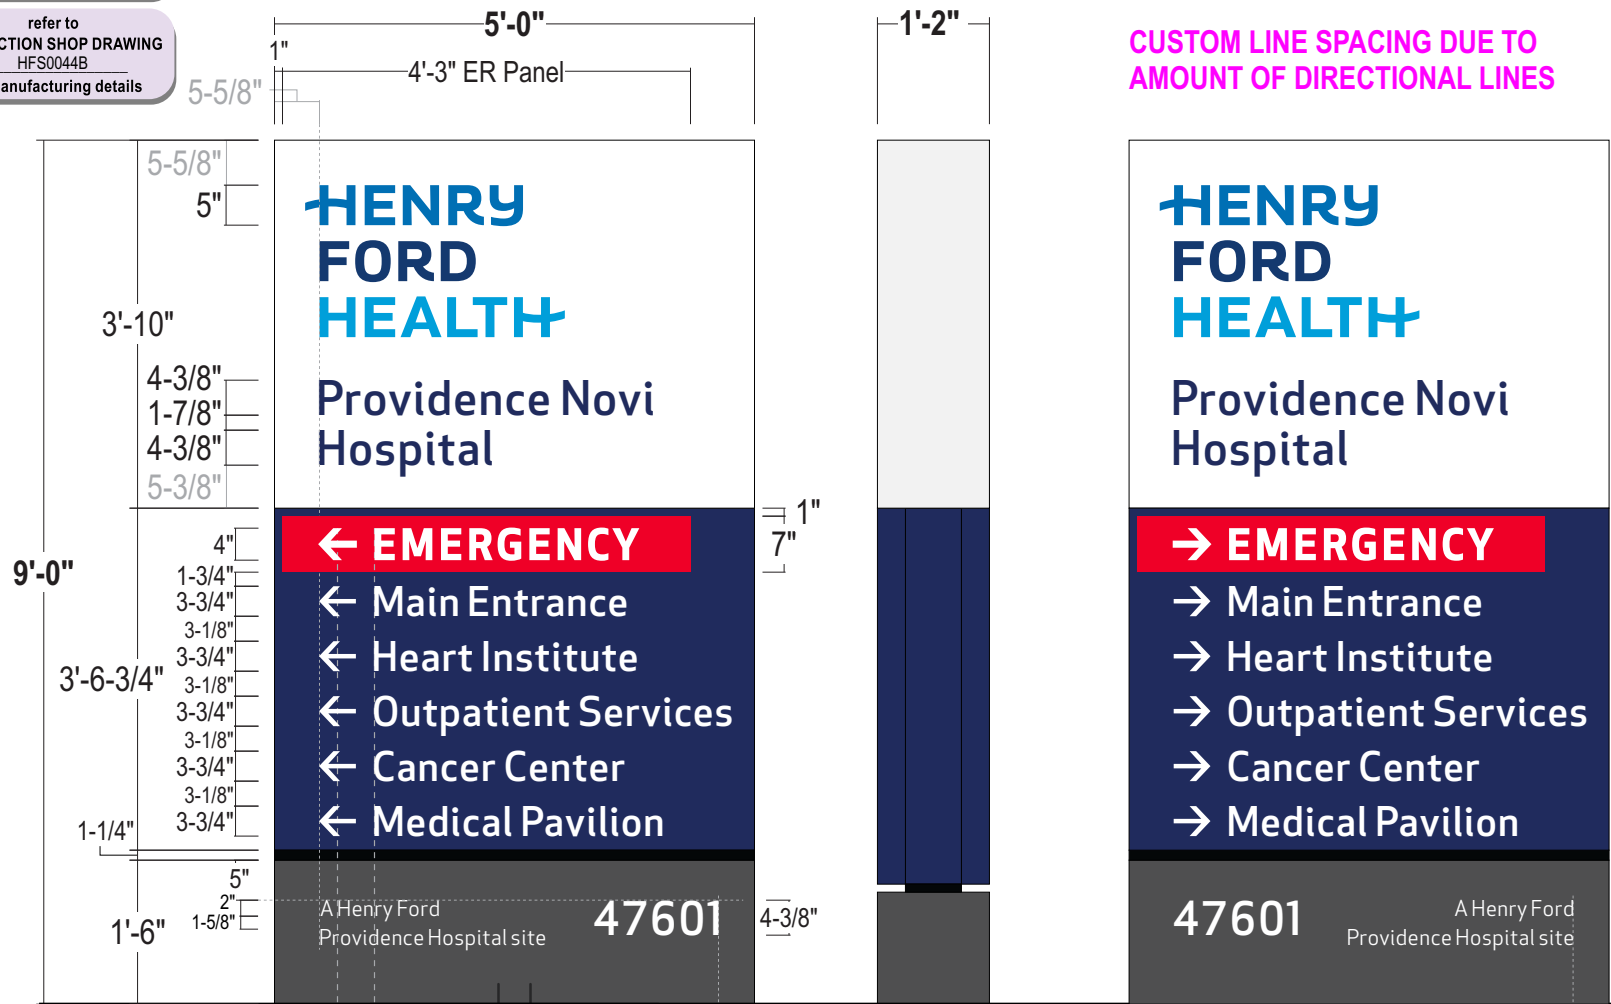 refer to
CTION SHOP DRAWING
HFS0044B
anufacturing details
5'-0"
1'-2"
1"
4'-3" ER Panel
5-5/8"
CUSTOM LINE SPACING DUE TO
AMOUNT OF DIRECTIONAL LINES
9'-0"
3'-10"
5-5/8"
5"
4-3/8"
1-7/8"
4-3/8"
5-3/8"
3'-6-3/4"
4"
1-3/4"
3-3/4"
3-1/8"
3-3/4"
3-1/8"
3-3/4"
3-1/8"
3-3/4"
3-1/8"
3-3/4"
1-1/4"
1'-6"
5"
2"
1-5/8"
HENRY
FORD
HEALTH
Providence Novi
Hospital
← EMERGENCY
← Main Entrance
← Heart Institute
← Outpatient Services
← Cancer Center
← Medical Pavilion
A Henry Ford
Providence Hospital site
47601
1"
7"
4-3/8"
HENRY
FORD
HEALTH
Providence Novi
Hospital
→ EMERGENCY
→ Main Entrance
→ Heart Institute
→ Outpatient Services
→ Cancer Center
→ Medical Pavilion
47601
A Henry Ford
Providence Hospital site